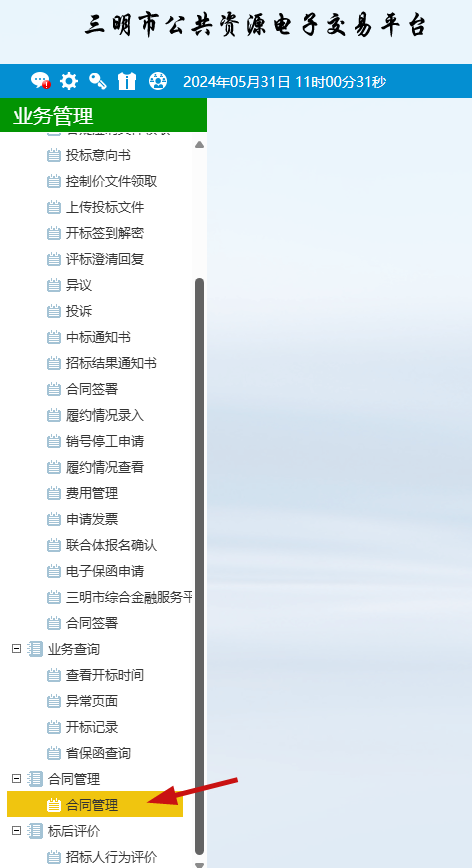 三明市公共资源电子交易平台
2024年05月31日 11时00分31秒
业务管理
投标意向书
控制价文件领取
上传投标文件
开标签到解密
评标澄清回复
异议
投诉
中标通知书
招标结果通知书
合同签署
履约情况录入
销号停工申请
履约情况查看
费用管理
申请发票
联合体报名确认
电子保函申请
三明市综合金融服务平
合同签署
业务查询
查看开标时间
异常页面
开标记录
省保函查询
合同管理
合同管理
标后评价
招标人行为评价